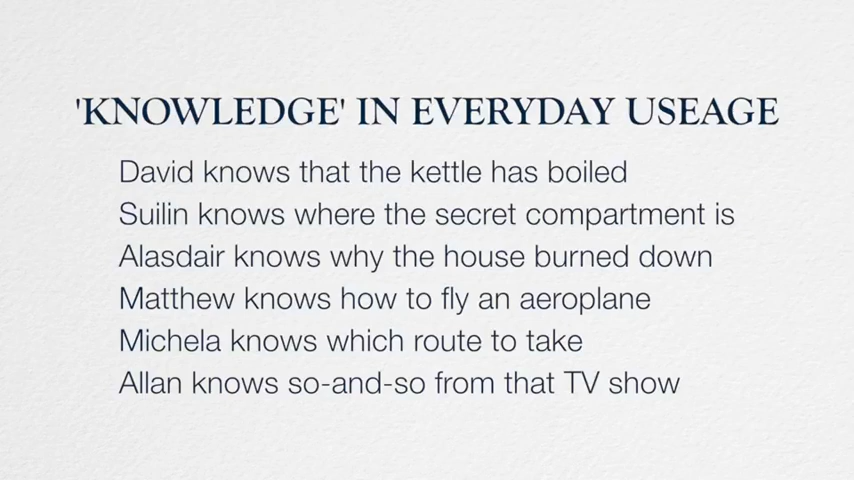 'KNOWLEDGE' IN EVERYDAY USEAGE
David knows that the kettle has boiled
Suilin knows where the secret compartment is
Alasdair knows why the house burned down
Matthew knows how to fly an aeroplane
Michela knows which route to take
Allan knows so-and-so from that TV show